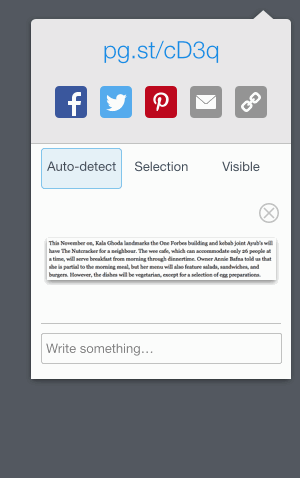 pg.st/cD3q
Auto-detect Selection Visible
This November on, Kala Ghoda landmarks the One Forbes building and kebab joint Ayub's will
have The Nutcracker for a neighbour. The wee cafe, which can accommodate only 26 people at
a time, will serve breakfast from morning through dinnertime. Owner Annie Bafna told us that
she is partial to the morning meal, but her menu will also feature salads, sandwiches, and
burgers. However, the dishes will be vegetarian, except for a selection of egg preparations.
Write something...